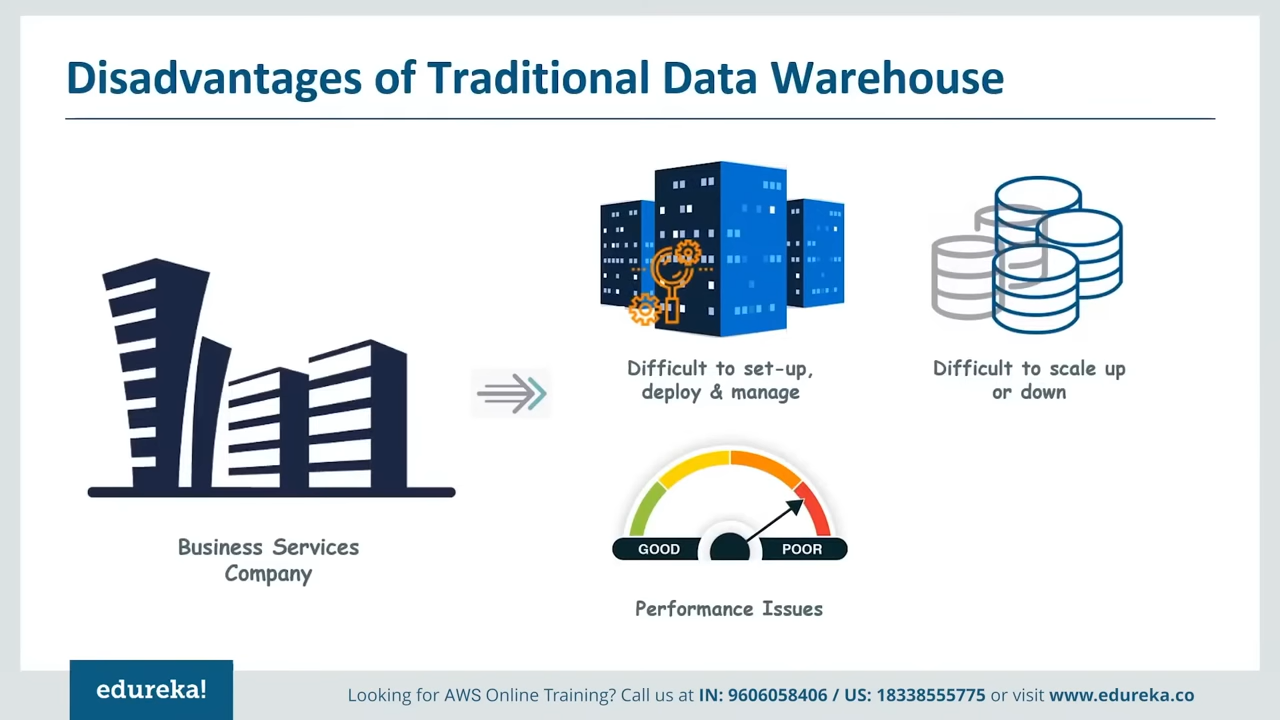 Disadvantages of Traditional Data Warehouse
Difficult to set-up,
deploy & manage
Difficult to scale up
or down
Business Services
Company
GOOD
POOR
Performance Issues
edureka!
Looking for AWS Online Training? Call us at IN: 9606058406 / US: 18338555775 or visit www.edureka.co